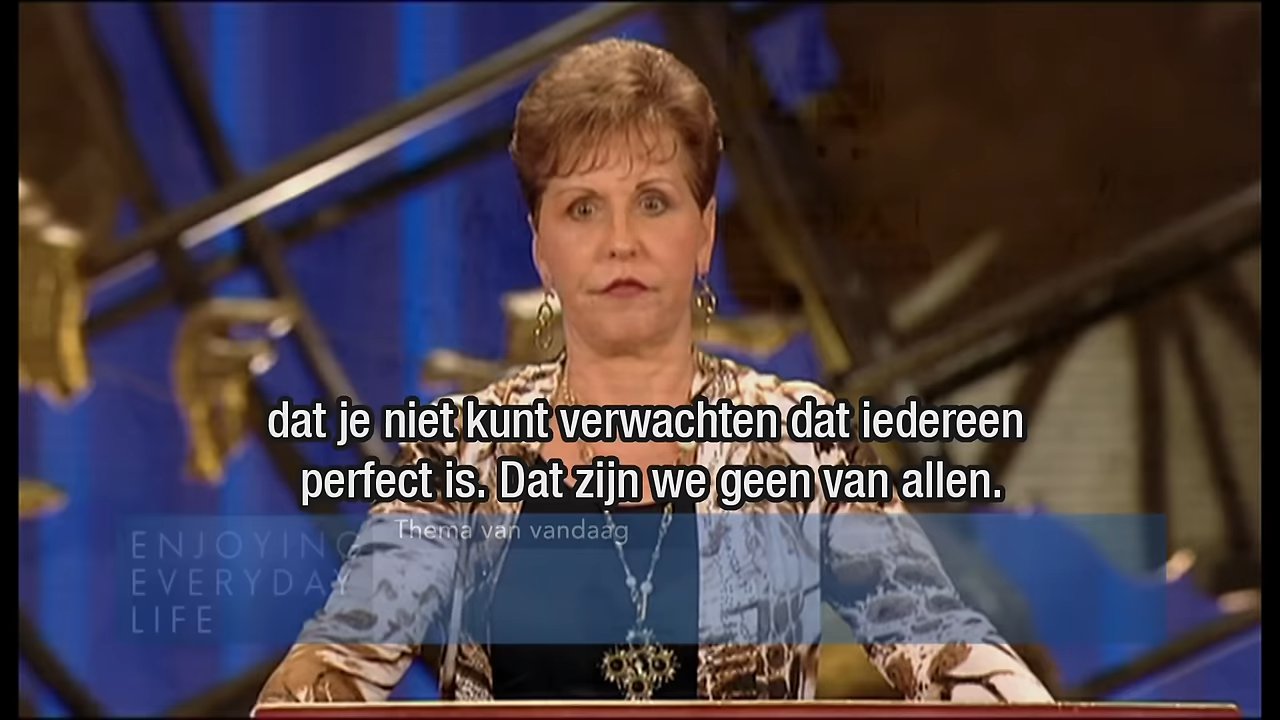 dat je niet kunt verwachten dat iedereen
perfect is. Dat zijn we geen van allen.
Thema van vandaag
ENJOYING
EVERYDAY
LIFE